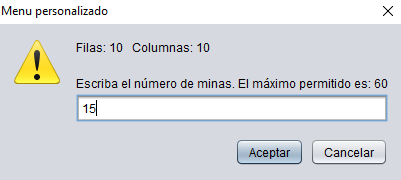 Menu personalizado
Filas: 10 Columnas: 10
Escriba el número de minas. El máximo permitido es: 60
15
Aceptar Cancelar